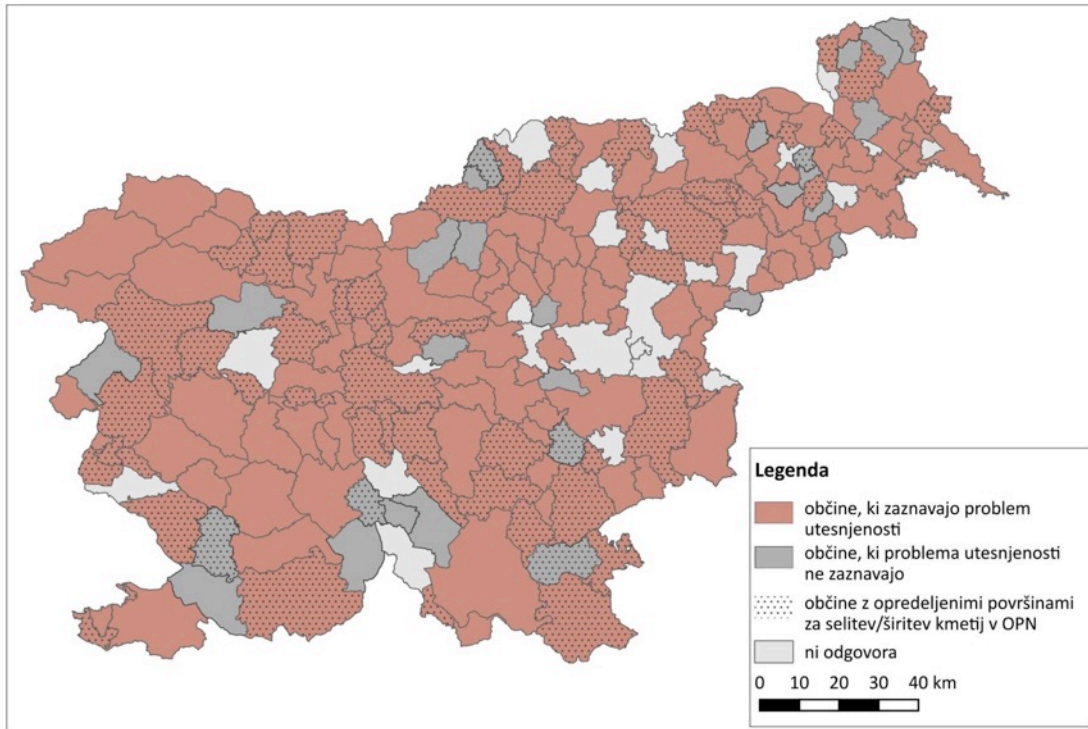 Legenda
občine, ki zaznavajo problem
utesnjenosti
občine, ki problema utesnjenosti
ne zaznavajo
občine z opredeljenimi površinami
za selitev/širitev kmetij v OPN
ni odgovora
0 10 20 30 40 km